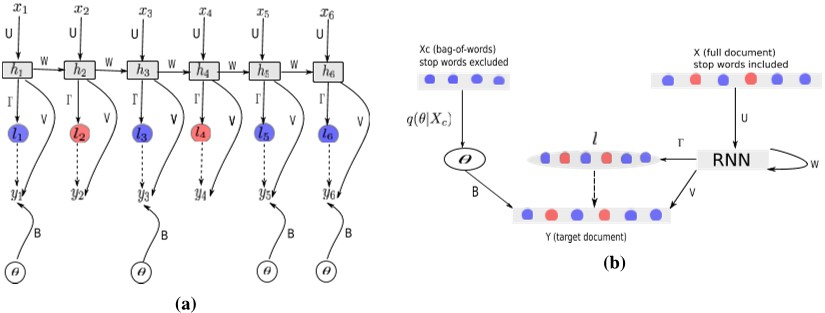 x₁ x₂ x₃ x₄ x₅ x₆
U U U U U U
h₁ W h₂ W h₃ W h₄ W h₅ W h₆
Γ Γ Γ Γ Γ Γ
V V V V V V
l₁ l₂ l₃ l₄ l₅ l₆
y₁ y₂ y₃ y₄ y₅ y₆
B B B B
θ θ θ θ
(a)
Xc (bag-of-words)
stop words excluded
X (full document)
stop words included
q(θ|X_c)
U
l
Γ
θ
RNN
W
B
V
Y (target document)
(b)